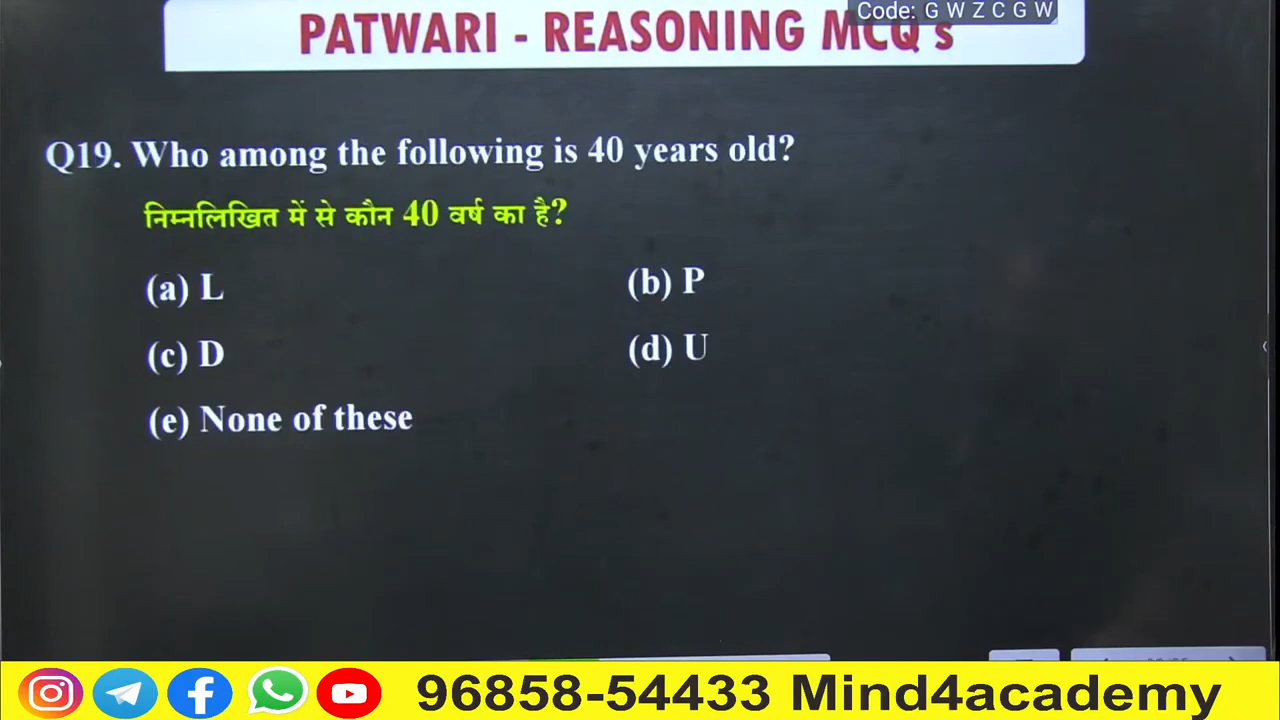 Code: G W Z C G W
PATWARI - REASONING MCQ's
Q19. Who among the following is 40 years old?
निम्नलिखित में से कौन 40 वर्ष का है?
(a) L
(b) P
(c) D
(d) U
(e) None of these
96858-54433 Mind4academy